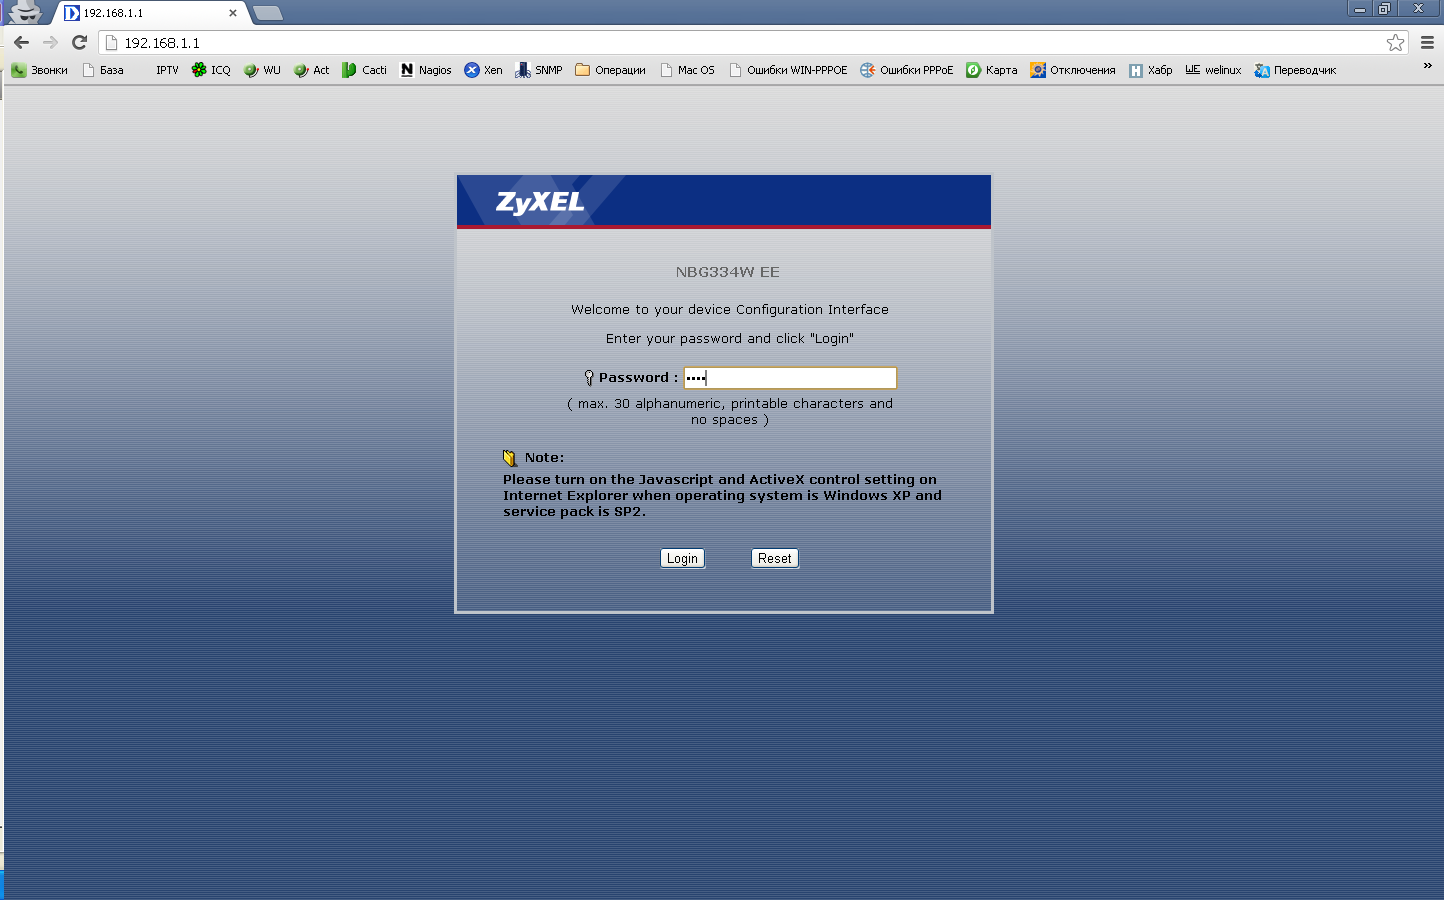 192.168.1.1
192.168.1.1
Звонки База IPTV ICQ WU Act Cacti Nagios Xen SNMP Операции Mac OS Ошибки WIN-PPPOE Ошибки PPPoE Карта Отключения Хабр welinux Переводчик »
ZyXEL
NBG334W EE
Welcome to your device Configuration Interface
Enter your password and click "Login"
Password : ••••
( max. 30 alphanumeric, printable characters and
no spaces )
Note:
Please turn on the Javascript and ActiveX control setting on
Internet Explorer when operating system is Windows XP and
service pack is SP2.
Login Reset